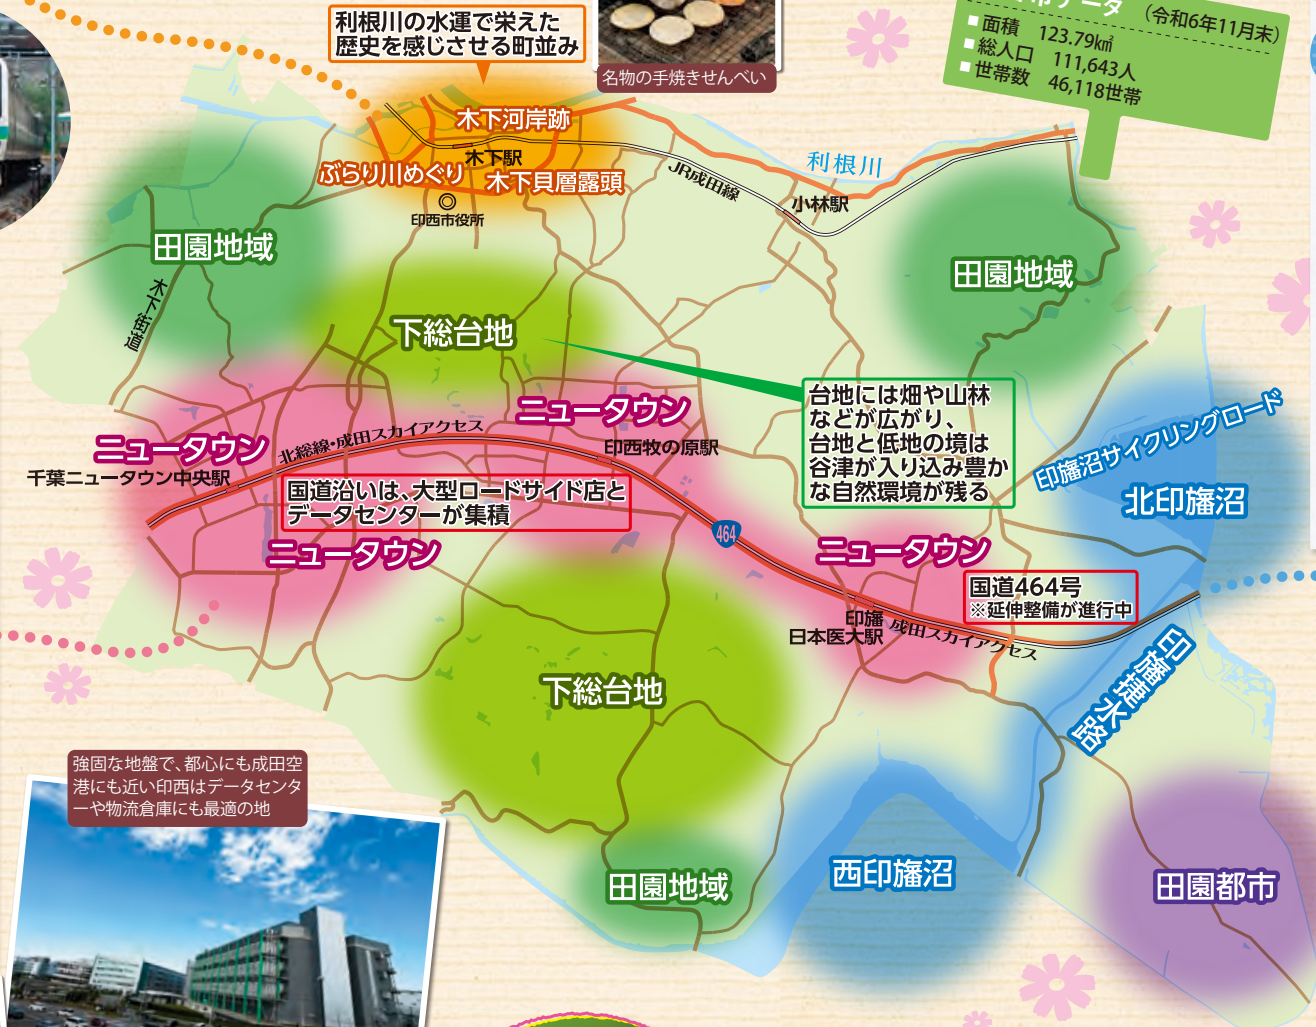 利根川の水運で栄えた
歴史を感じさせる町並み
名物の手焼きせんべい
（令和6年11月末）
■面積 123.79㎢
■総人口 111,643人
■世帯数 46,118世帯
木下河岸跡
木下駅
ぶらり川めぐり
木下貝層露頭
印西市役所
JR成田線
利根川
小林駅
田園地域
田園地域
木下街道
下総台地
台地には畑や山林
などが広がり、
台地と低地の境は
谷津が入り込み豊か
な自然環境が残る
ニュータウン
ニュータウン
北総線・成田スカイアクセス
印西牧の原駅
千葉ニュータウン中央駅
国道沿いは、大型ロードサイド店と
データセンターが集積
印旛沼サイクリングロード
北印旛沼
464
ニュータウン
ニュータウン
国道464号
※延伸整備が進行中
印旛
日本医大駅
成田スカイアクセス
印旛捷水路
下総台地
強固な地盤で、都心にも成田空
港にも近い印西はデータセンタ
ーや物流倉庫にも最適の地
田園地域
西印旛沼
田園都市